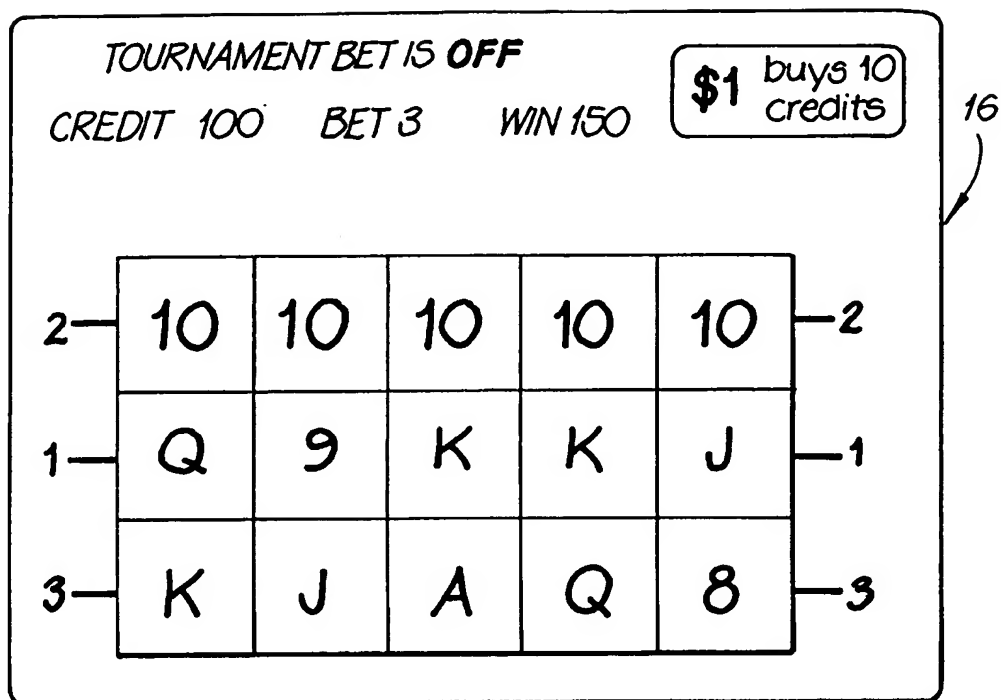 TOURNAMENT BET IS OFF
$1 buys 10
credits
CREDIT 100 BET 3 WIN 150
16
2 10 10 10 10 10 2
1 Q 9 K K J 1
3 K J A Q 8 3